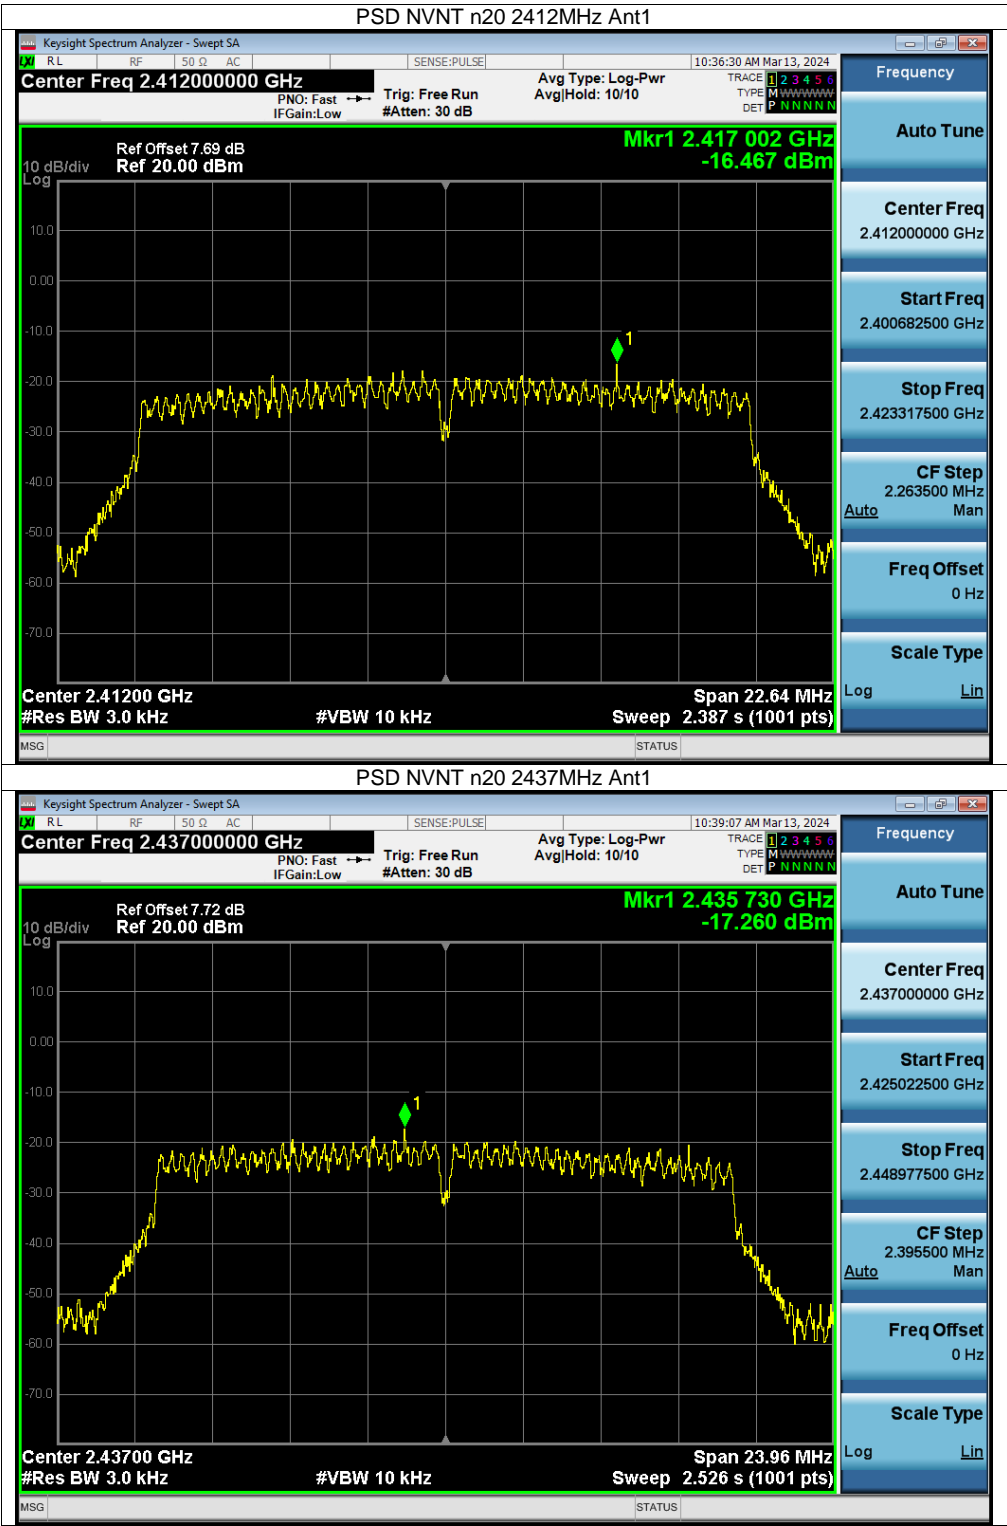 PSD NVNT n20 2412MHz Ant1
Keysight Spectrum Analyzer - Swept SA
LXI RL RF 50 Ω AC SENSE:PULSE 10:36:30 AM Mar 13, 2024
Center Freq 2.412000000 GHz
PNO: Fast
IFGain:Low
Trig: Free Run
#Atten: 30 dB
Avg Type: Log-Pwr
Avg|Hold: 10/10
TRACE 1 2 3 4 5 6
TYPE M WWWWW
DET P N N N N N
Frequency
Ref Offset 7.69 dB
Ref 20.00 dBm
10 dB/div
Log
Mkr1 2.417 002 GHz
-16.467 dBm
10.0
0.00
-10.0
-20.0
-30.0
-40.0
-50.0
-60.0
-70.0
1
Center 2.41200 GHz
#Res BW 3.0 kHz
#VBW 10 kHz
Span 22.64 MHz
Sweep 2.387 s (1001 pts)
Auto Tune
Center Freq
2.412000000 GHz
Start Freq
2.400682500 GHz
Stop Freq
2.423317500 GHz
CF Step
2.263500 MHz
Auto Man
Freq Offset
0 Hz
Scale Type
Log Lin
MSG STATUS
PSD NVNT n20 2437MHz Ant1
Keysight Spectrum Analyzer - Swept SA
LXI RL RF 50 Ω AC SENSE:PULSE 10:39:07 AM Mar 13, 2024
Center Freq 2.437000000 GHz
PNO: Fast
IFGain:Low
Trig: Free Run
#Atten: 30 dB
Avg Type: Log-Pwr
Avg|Hold: 10/10
TRACE 1 2 3 4 5 6
TYPE M WWWWW
DET P N N N N N
Frequency
Ref Offset 7.72 dB
Ref 20.00 dBm
10 dB/div
Log
Mkr1 2.435 730 GHz
-17.260 dBm
10.0
0.00
-10.0
-20.0
-30.0
-40.0
-50.0
-60.0
-70.0
1
Center 2.43700 GHz
#Res BW 3.0 kHz
#VBW 10 kHz
Span 23.96 MHz
Sweep 2.526 s (1001 pts)
Auto Tune
Center Freq
2.437000000 GHz
Start Freq
2.425022500 GHz
Stop Freq
2.448977500 GHz
CF Step
2.395500 MHz
Auto Man
Freq Offset
0 Hz
Scale Type
Log Lin
MSG STATUS